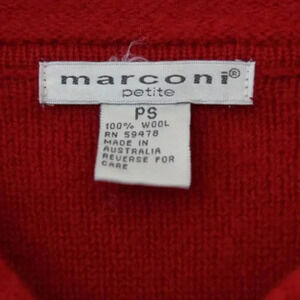 marconi®
petite
PS
100% WOOL
RN 59478
MADE IN
AUSTRALIA
REVERSE FOR
CARE